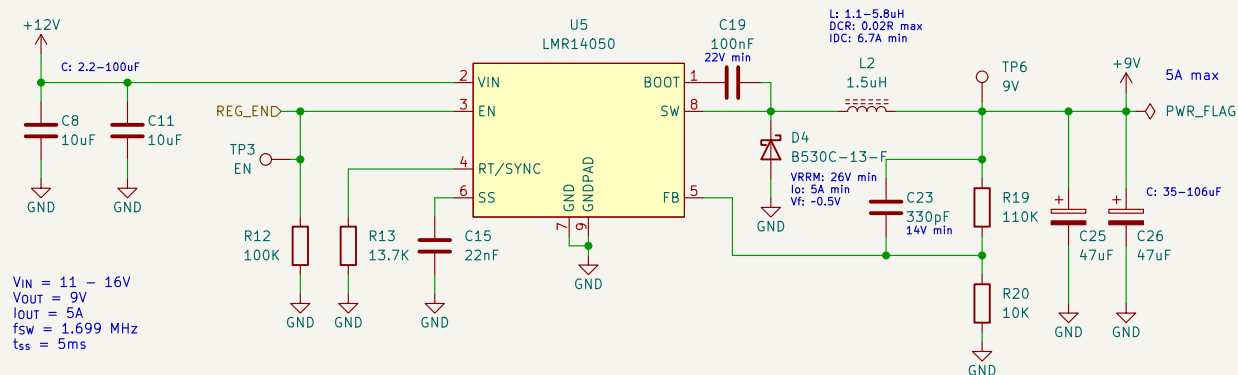 +12V
C: 2.2-100uF
C8
10uF
C11
10uF
GND
GND
REG_EN
TP3
EN
R12
100K
GND
R13
13.7K
GND
C15
22nF
GND
U5
LMR14050
2
VIN
3
EN
4
RT/SYNC
6
SS
BOOT
1
SW
8
FB
5
GND
GNDPAD
7
9
GND
C19
100nF
22V min
L: 1.1-5.8uH
DCR: 0.02R max
IDC: 6.7A min
L2
1.5uH
D4
B530C-13-F
VRRM: 26V min
Io: 5A min
Vf: ~0.5V
GND
TP6
9V
C23
330pF
14V min
R19
110K
R20
10K
GND
+9V
5A max
PWR_FLAG
C: 35-106uF
+
C25
47uF
GND
+
C26
47uF
GND
VIN = 11 - 16V
VOUT = 9V
IOUT = 5A
fSW = 1.699 MHz
tss = 5ms